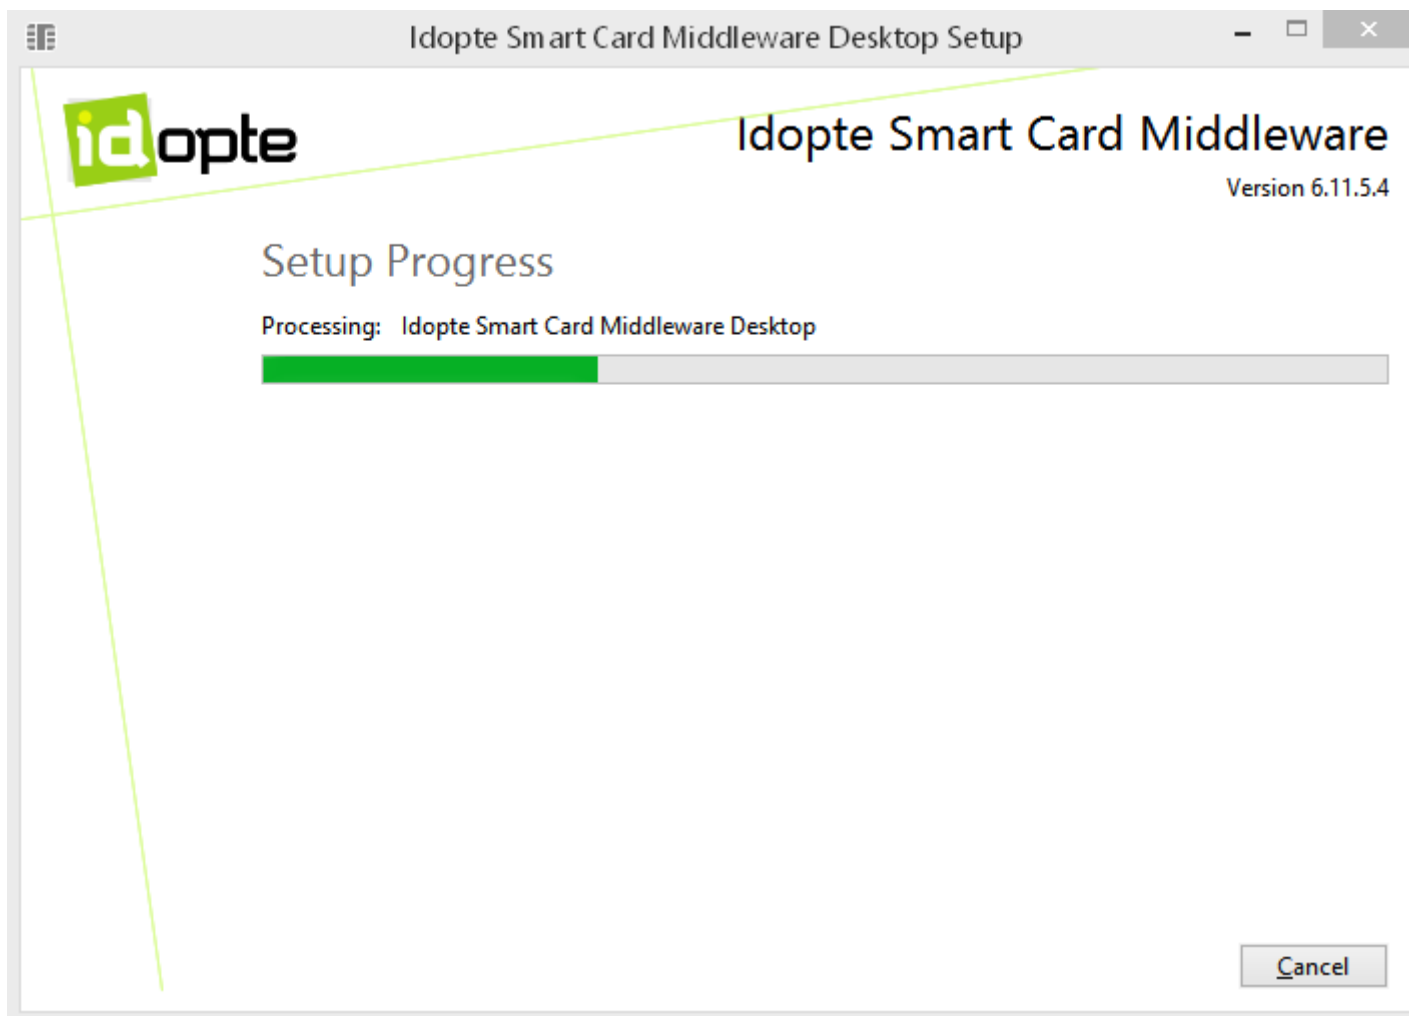 Idopte Smart Card Middleware Desktop Setup
idopte
Idopte Smart Card Middleware
Version 6.11.5.4
Setup Progress
Processing: Idopte Smart Card Middleware Desktop
Cancel